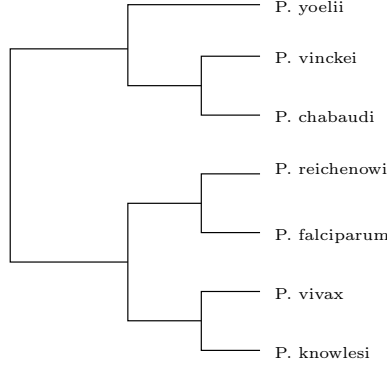 P. yoelii
P. vinckei
P. chabaudi
P. reichenowi
P. falciparum
P. vivax
P. knowlesi